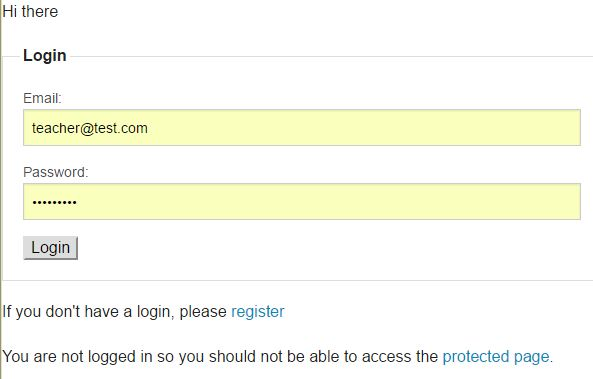 Hi there
Login
Email:
teacher@test.com
Password:
•••••••••
Login
If you don't have a login, please register
You are not logged in so you should not be able to access the protected page.